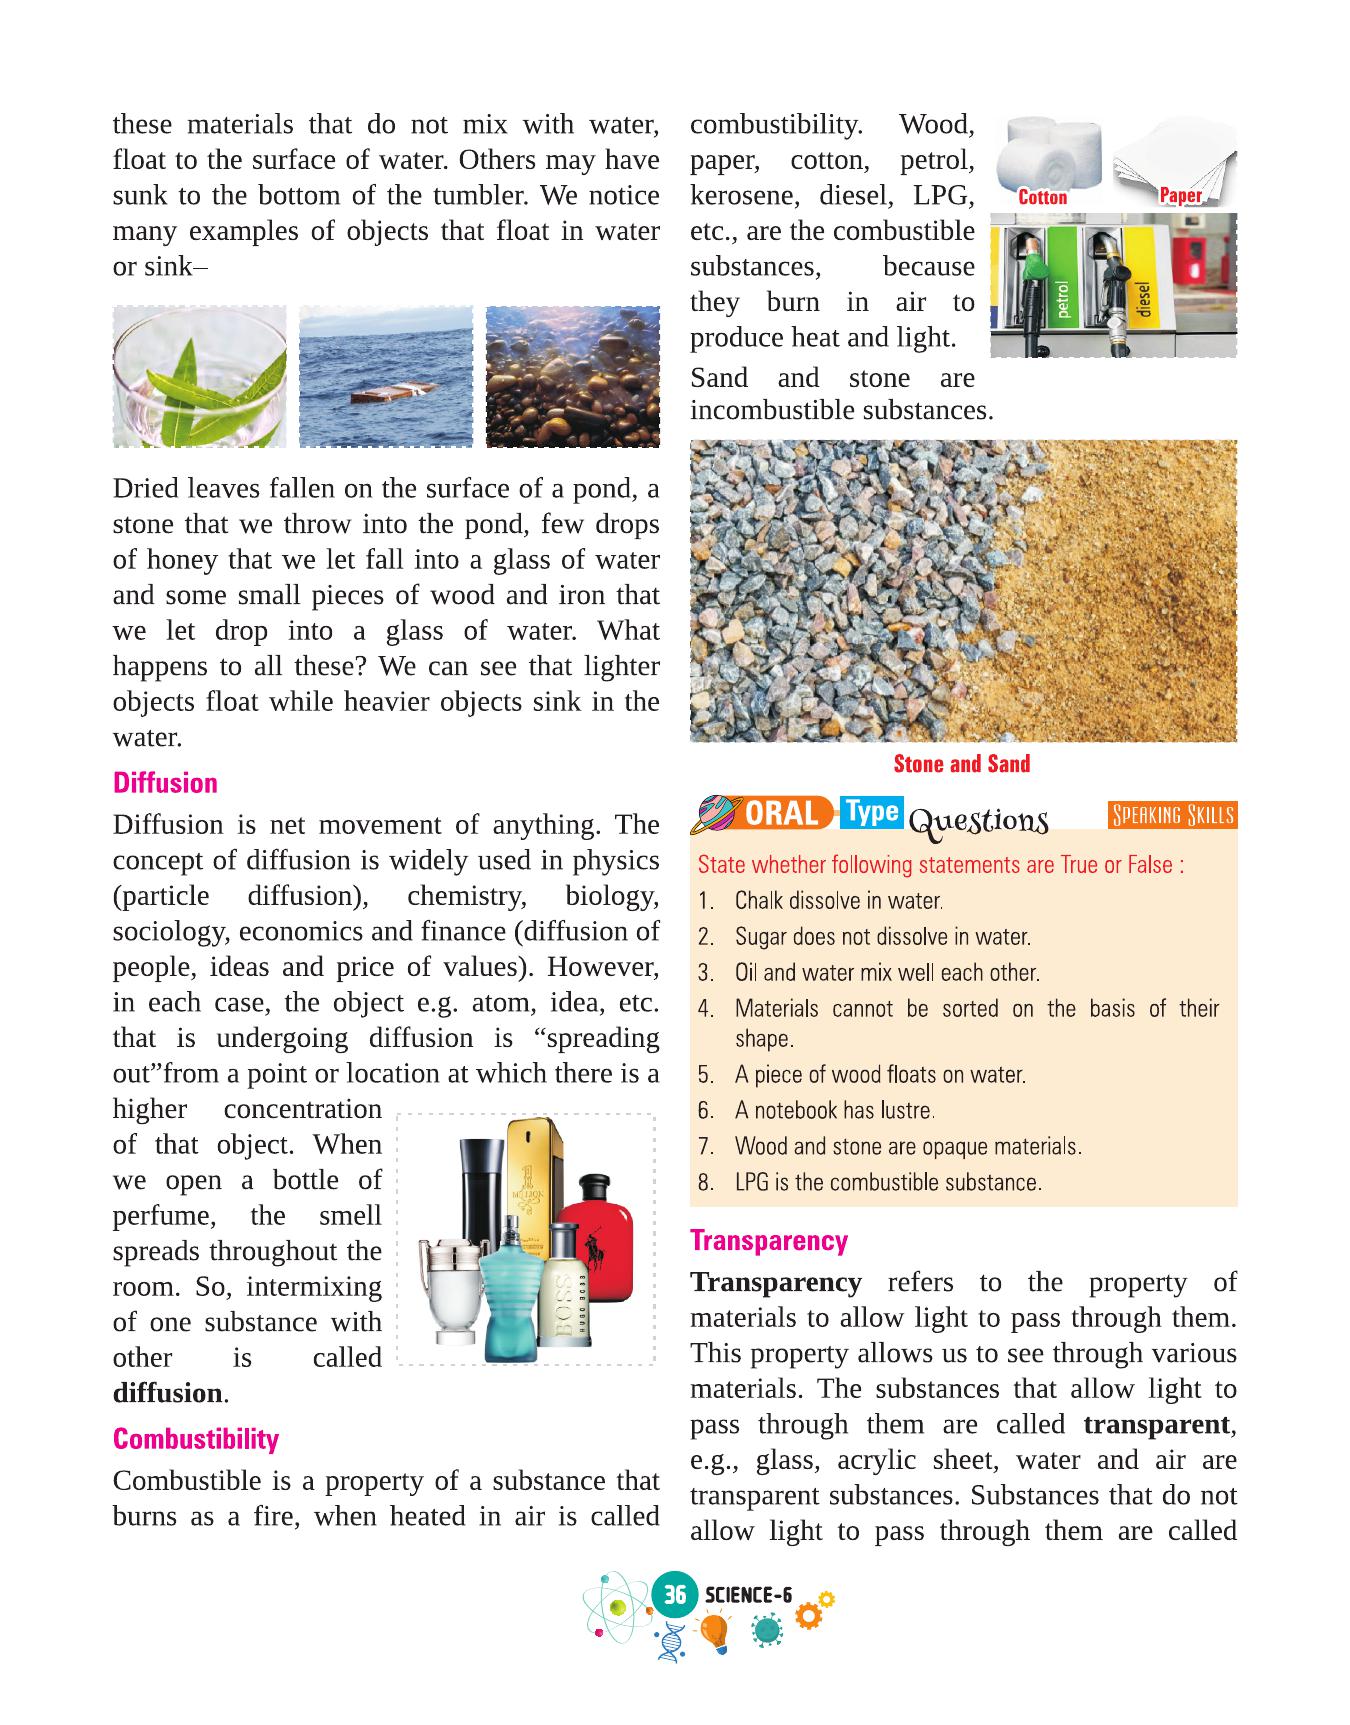 these materials that do not mix with water,
float to the surface of water. Others may have
sunk to the bottom of the tumbler. We notice
many examples of objects that float in water
or sink–
Dried leaves fallen on the surface of a pond, a
stone that we throw into the pond, few drops
of honey that we let fall into a glass of water
and some small pieces of wood and iron that
we let drop into a glass of water. What
happens to all these? We can see that lighter
objects float while heavier objects sink in the
water.
Diffusion
Diffusion is net movement of anything. The
concept of diffusion is widely used in physics
(particle diffusion), chemistry, biology,
sociology, economics and finance (diffusion of
people, ideas and price of values). However,
in each case, the object e.g. atom, idea, etc.
that is undergoing diffusion is “spreading
out”from a point or location at which there is a
higher concentration
of that object. When
we open a bottle of
perfume, the smell
spreads throughout the
room. So, intermixing
of one substance with
other is called
diffusion.
1
MILLION
BOSS
HUGO BOSS
Combustibility
Combustible is a property of a substance that
burns as a fire, when heated in air is called
combustibility. Wood,
paper, cotton, petrol,
kerosene, diesel, LPG,
etc., are the combustible
substances, because
they burn in air to
produce heat and light.
Cotton
Paper
petrol
diesel
Sand and stone are
incombustible substances.
Stone and Sand
ORAL Type Questions
SPEAKING SKILLS
State whether following statements are True or False :
1. Chalk dissolve in water.
2. Sugar does not dissolve in water.
3. Oil and water mix well each other.
4. Materials cannot be sorted on the basis of their
shape.
5. A piece of wood floats on water.
6. A notebook has lustre.
7. Wood and stone are opaque materials.
8. LPG is the combustible substance.
Transparency
Transparency refers to the property of
materials to allow light to pass through them.
This property allows us to see through various
materials. The substances that allow light to
pass through them are called transparent,
e.g., glass, acrylic sheet, water and air are
transparent substances. Substances that do not
allow light to pass through them are called
36 SCIENCE-6